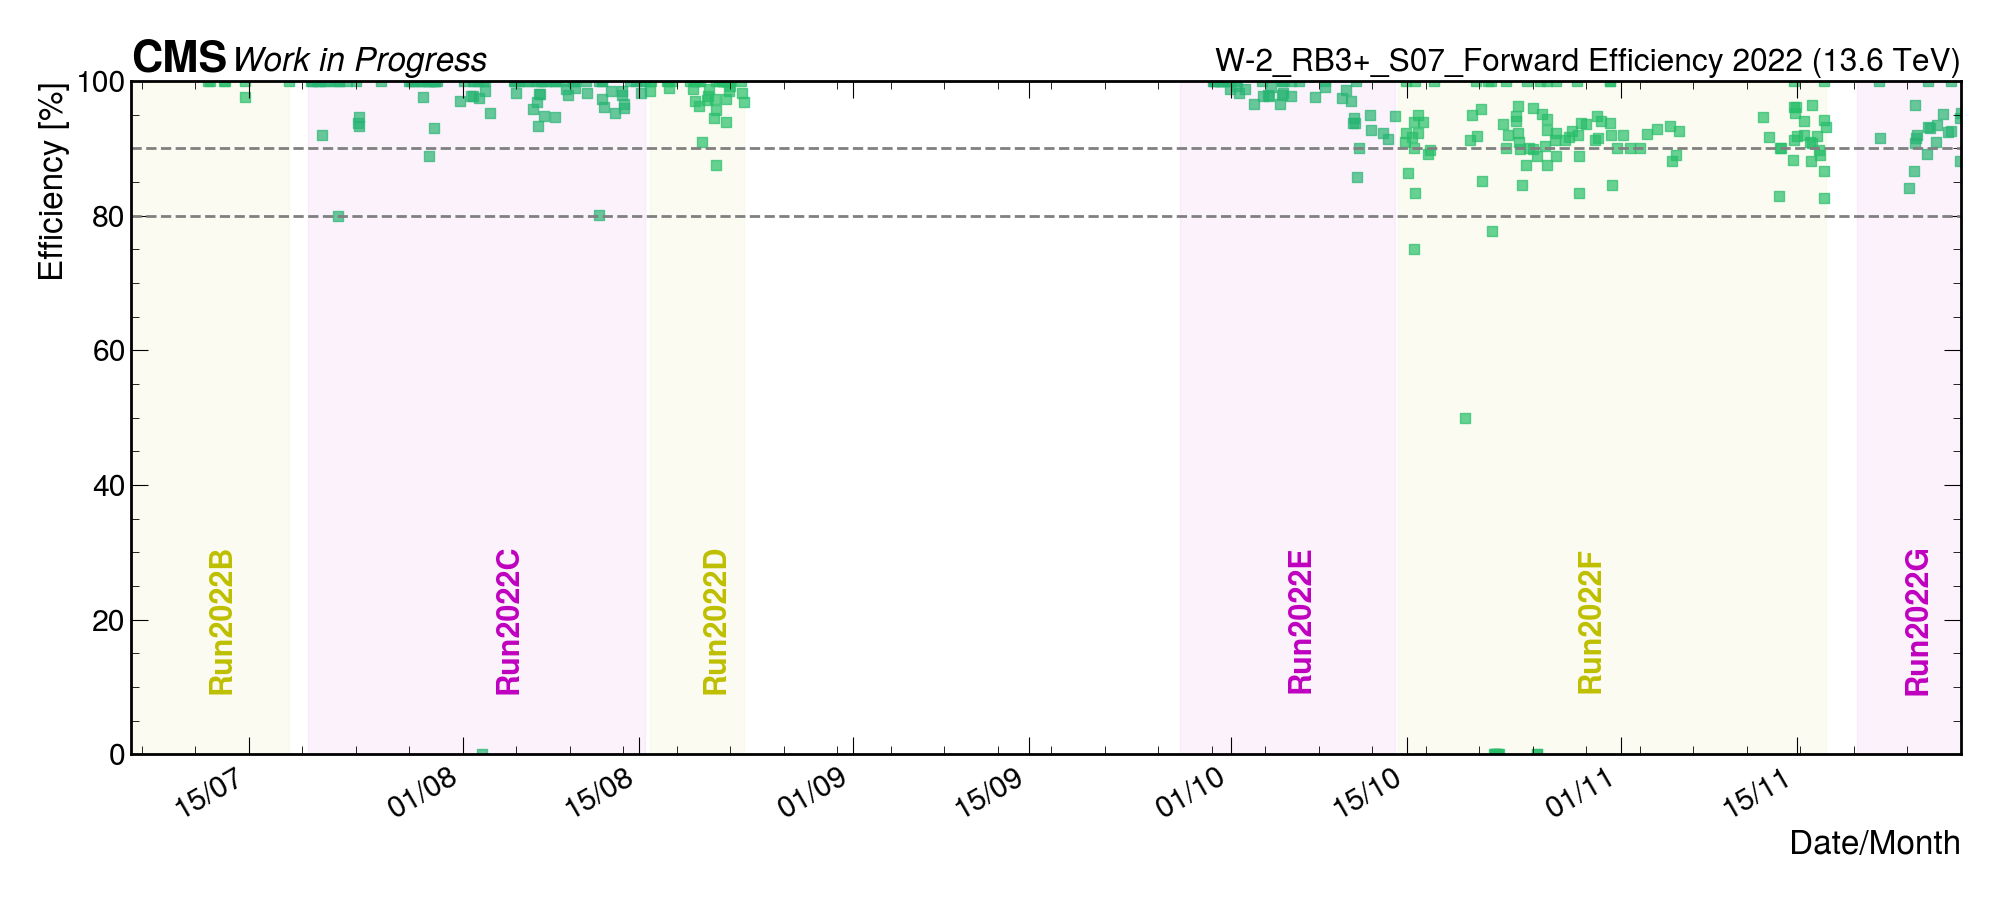 CMS Work in Progress
W-2_RB3+_S07_Forward Efficiency 2022 (13.6 TeV)
Efficiency [%]
100
80
60
40
20
0
Run2022B
Run2022C
Run2022D
Run2022E
Run2022F
Run2022G
15/07
01/08
15/08
01/09
15/09
01/10
15/10
01/11
15/11
Date/Month